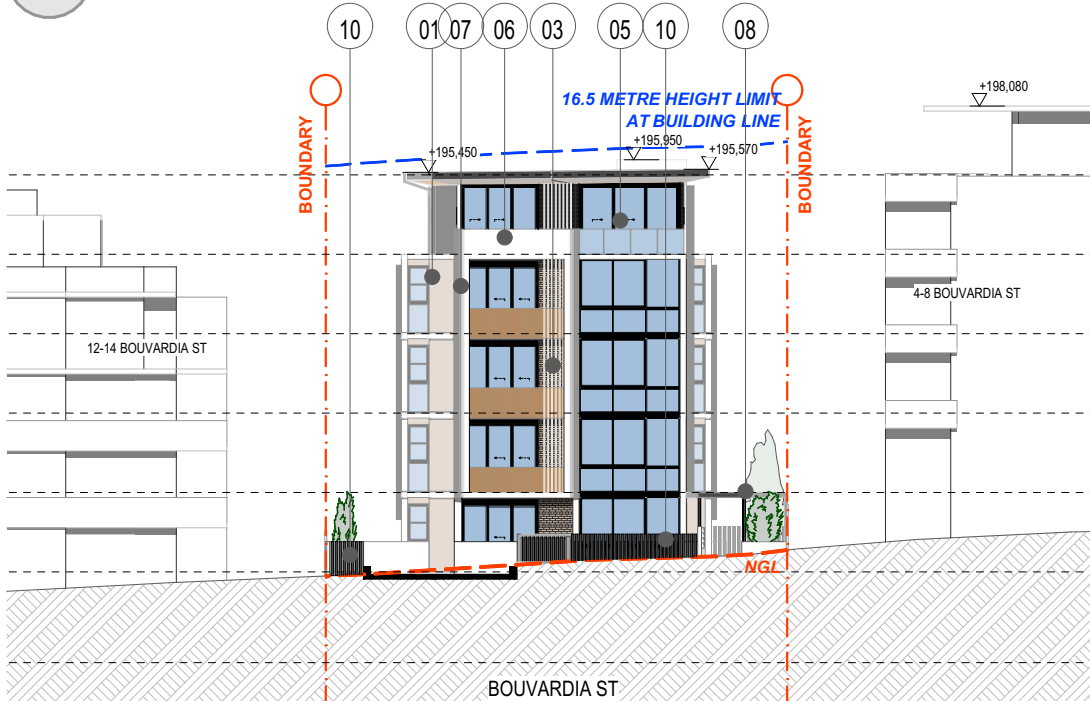 10 01 07 06 03 05 10 08
+198,080
16.5 METRE HEIGHT LIMIT
AT BUILDING LINE
BOUNDARY
BOUNDARY
+195,450
+195,950
+195,570
4-8 BOUVARDIA ST
12-14 BOUVARDIA ST
NGL
BOUVARDIA ST